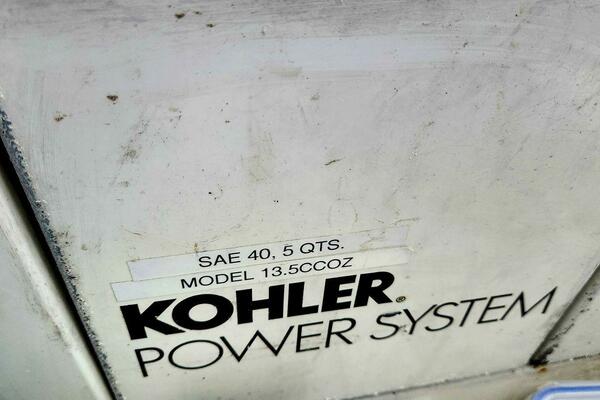 SAE 40, 5 QTS.
MODEL 13.5CCOZ
KOHLER®
POWER SYSTEM